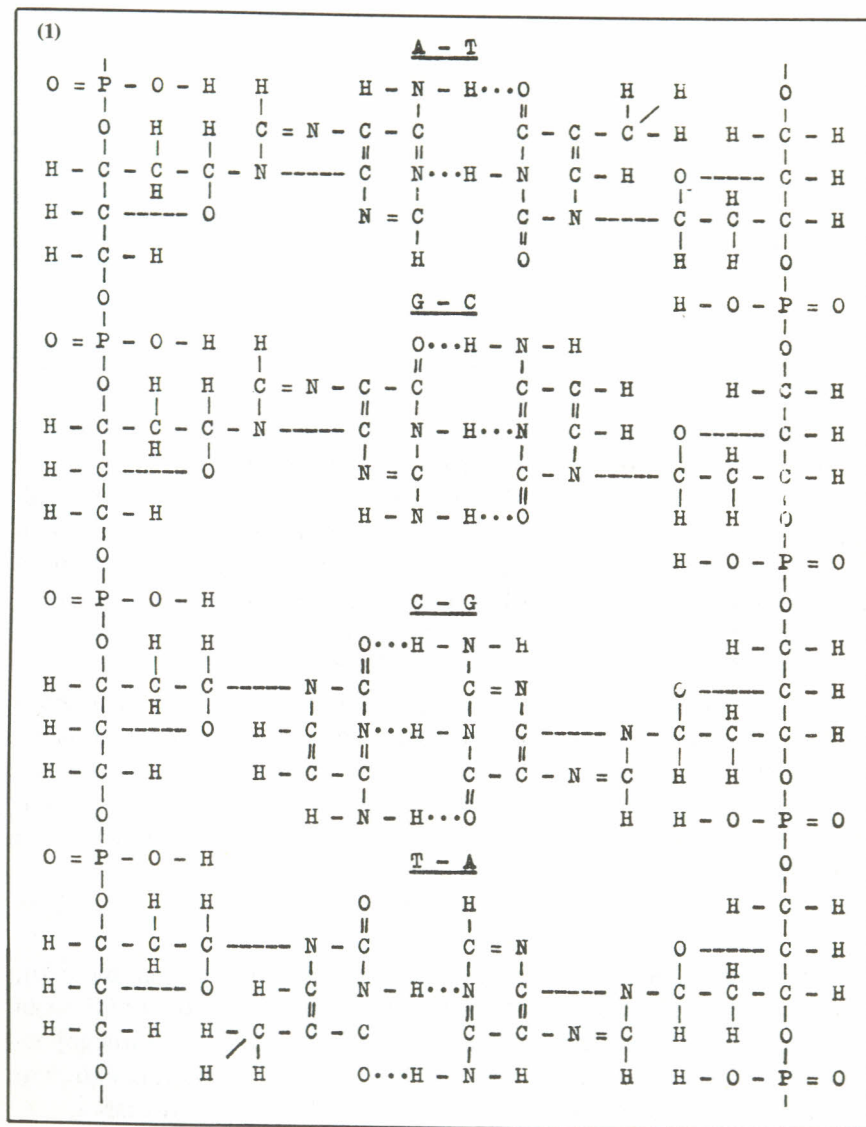 (1)
A - T
O = P - O - H H H - N - H···O H H O
O H H C = N - C - C C - C - C - H H - C - H
H - C - C - C - N ----- C N···H - N C - H O ----- C - H
H H
H - C ----- O N = C C - N ----- C - C - C - H
H - C - H H O H H O
O G - C H - O - P = O
O = P - O - H H O···H - N - H O
O H H C = N - C - C C - C - H H - C - H
H - C - C - C - N ----- C N - H···N C - H O ----- C - H
H H
H - C ----- O N = C C - N ----- C - C - C - H
H - C - H H - N - H···O H H O
O H - O - P = O
O = P - O - H C - G O
O H H O···H - N - H H - C - H
H - C - C - C ----- N - C C = N O ----- C - H
H H
H - C ----- O H - C N···H - N C ----- N - C - C - C - H
H - C - H H - C - C C - C - N = C H H O
O H - N - H···O H H - O - P = O
O = P - O - H T - A O
O H H O H H - C - H
H - C - C - C ----- N - C C = N O ----- C - H
H H
H - C ----- O H - C N - H···N C ----- N - C - C - C - H
H - C - H H - C - C - C C - C - N = C H H O
O H H O···H - N - H H H - O - P = O